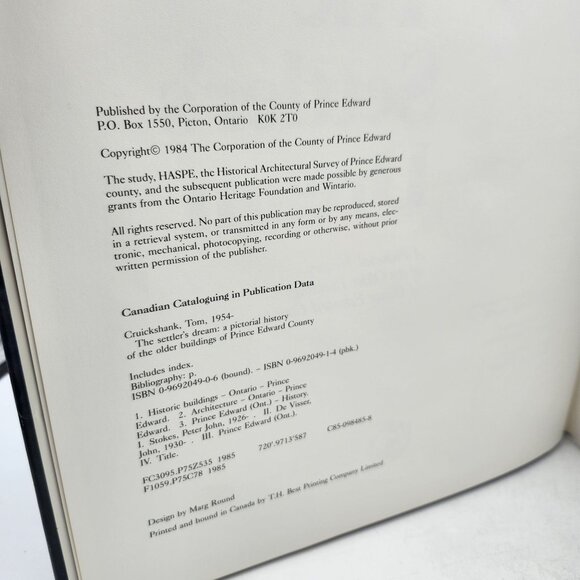 Published by the Corporation of the County of Prince Edward
P.O. Box 1550, Picton, Ontario K0K 2T0
Copyright© 1984 The Corporation of the County of Prince Edward
The study, HASPE, the Historical Architectural Survey of Prince Edward
county, and the subsequent publication were made possible by generous
grants from the Ontario Heritage Foundation and Wintario.
All rights reserved. No part of this publication may be reproduced, stored
in a retrieval system, or transmitted in any form or by any means, elec-
tronic, mechanical, photocopying, recording or otherwise, without prior
written permission of the publisher.
Canadian Cataloguing in Publication Data
Cruickshank, Tom, 1954-
The settler's dream: a pictorial history
of the older buildings of Prince Edward County
Includes index.
Bibliography: p.
ISBN 0-9692049-0-6 (bound). – ISBN 0-9692049-1-4 (pbk.)
1. Historic buildings – Ontario – Prince
Edward. 2. Architecture – Ontario – Prince
Edward. 3. Prince Edward (Ont.) – History.
1. Stokes, Peter John, 1926- . II. De Visser,
John, 1930- . III. Prince Edward (Ont.).
IV. Title.
FC3095.P75Z535 1985 720'.9713'587 C85-098485-8
F1059.P75C78 1985
Design by Marg Round
Printed and bound in Canada by T.H. Best Printing Company Limited.